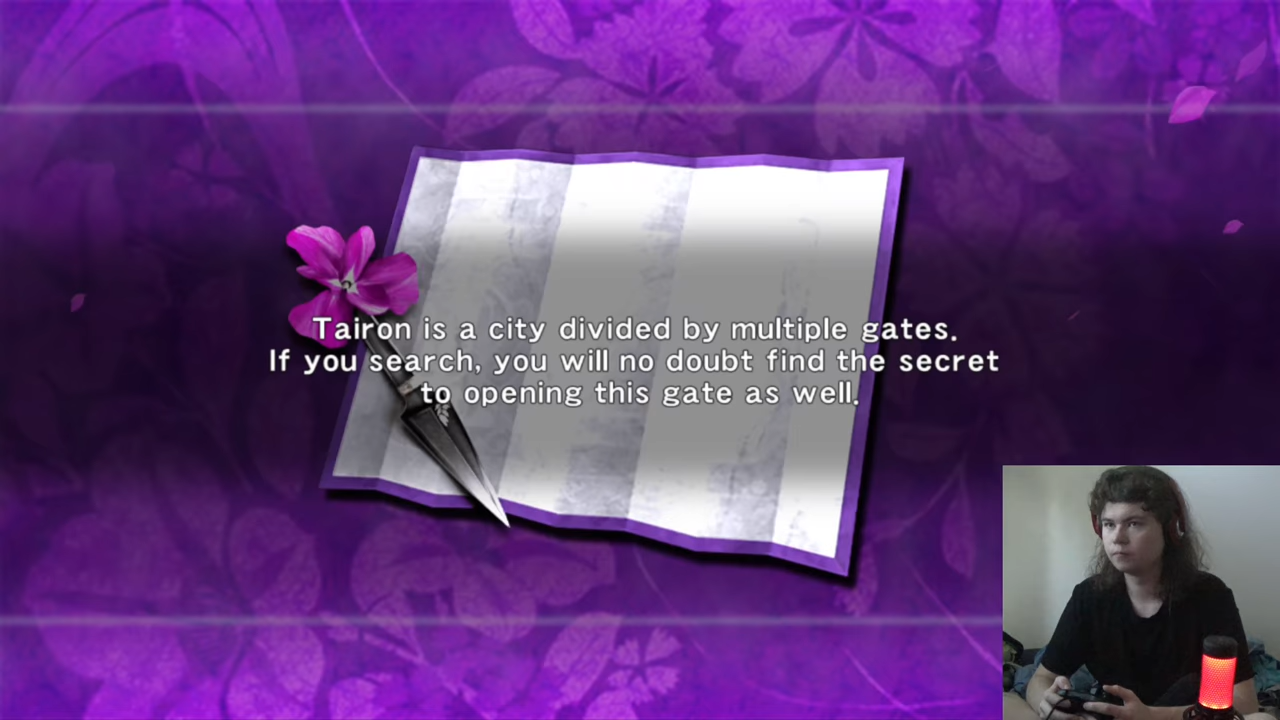 Tairon is a city divided by multiple gates.
If you search, you will no doubt find the secret
to opening this gate as well.